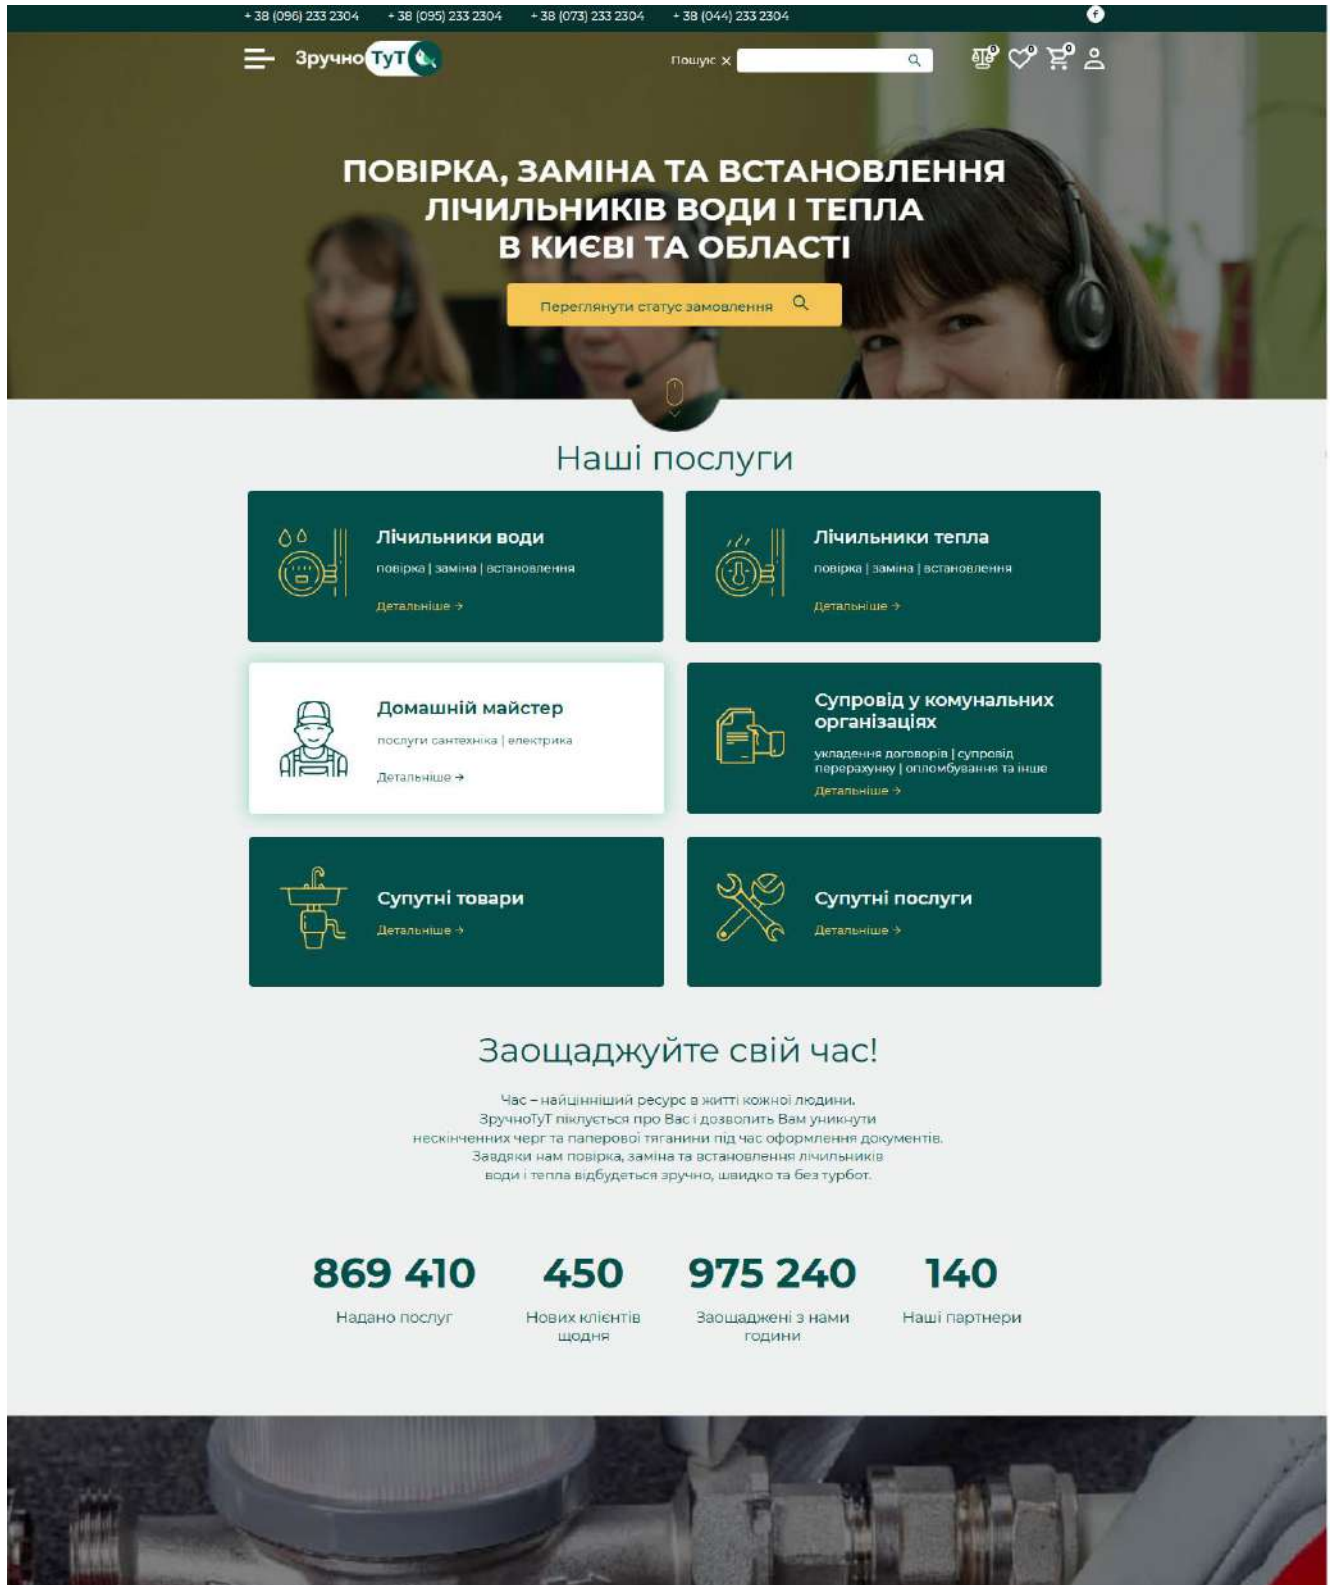 + 38 (096) 233 2304 + 38 (095) 233 2304 + 38 (073) 233 2304 + 38 (044) 233 2304 f
Зручно ТуТ Пошук × 0 0 0
ПОВІРКА, ЗАМІНА ТА ВСТАНОВЛЕННЯ
ЛІЧИЛЬНИКІВ ВОДИ І ТЕПЛА
В КИЄВІ ТА ОБЛАСТІ
Переглянути статус замовлення
Наші послуги
Лічильники води
повірка | заміна | встановлення
Детальніше →
Лічильники тепла
повірка | заміна | встановлення
Детальніше →
Домашній майстер
послуги сантехніка | електрика
Детальніше →
Супровід у комунальних
організаціях
укладення договорів | супровід
перерахунку | опломбування та інше
Детальніше →
Супутні товари
Детальніше →
Супутні послуги
Детальніше →
Заощаджуйте свій час!
Час – найцінніший ресурс в житті кожної людини.
ЗручноТуТ піклується про Вас і дозволить Вам уникнути
нескінченних черг та паперової тяганини під час оформлення документів.
Завдяки нам повірка, заміна та встановлення лічильників
води і тепла відбудеться зручно, швидко та без турбот.
869 410
Надано послуг
450
Нових клієнтів
щодня
975 240
Заощаджені з нами
години
140
Наші партнери